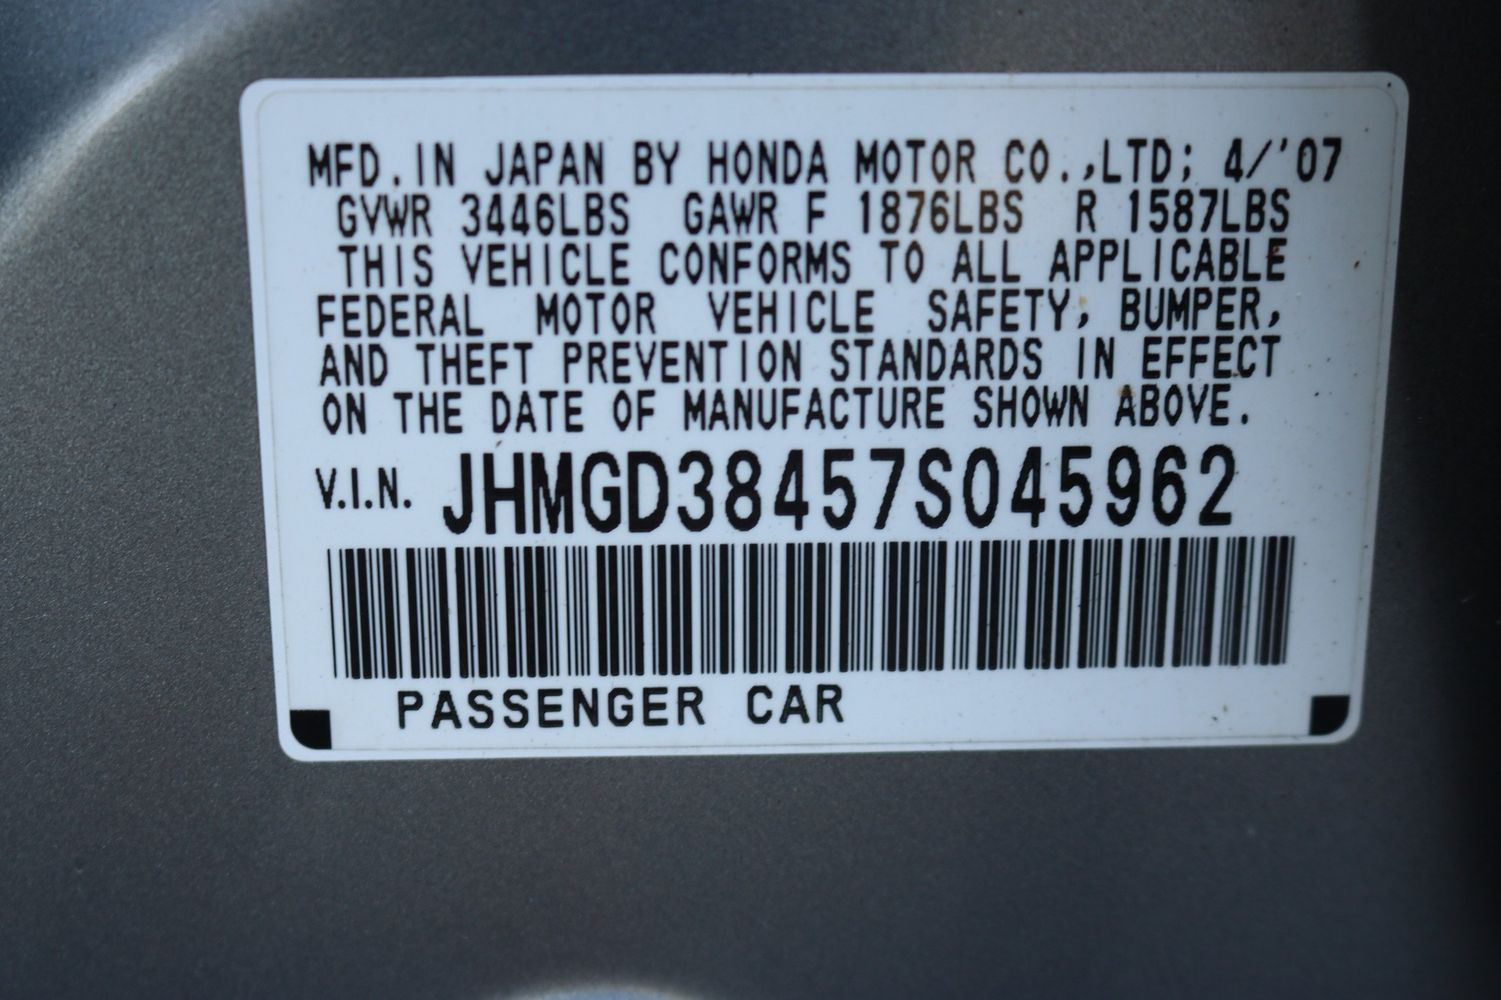 MFD.IN JAPAN BY HONDA MOTOR CO.,LTD; 4/'07
GVWR 3446LBS GAWR F 1876LBS R 1587LBS
THIS VEHICLE CONFORMS TO ALL APPLICABLE
FEDERAL MOTOR VEHICLE SAFETY, BUMPER,
AND THEFT PREVENTION STANDARDS IN EFFECT
ON THE DATE OF MANUFACTURE SHOWN ABOVE.
V.I.N. JHMGD38457S045962
PASSENGER CAR